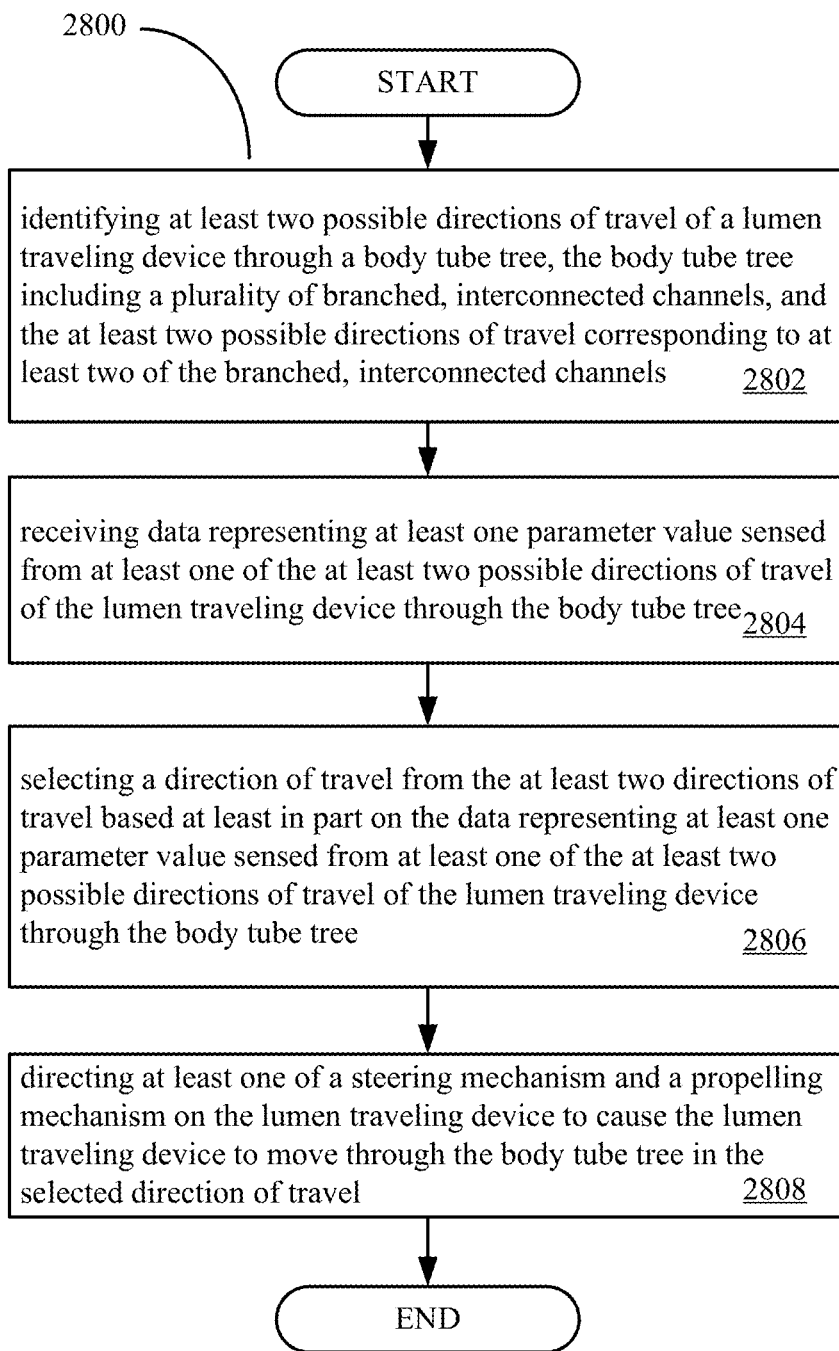 2800
START
identifying at least two possible directions of travel of a lumen
traveling device through a body tube tree, the body tube tree
including a plurality of branched, interconnected channels, and
the at least two possible directions of travel corresponding to at
least two of the branched, interconnected channels 2802
receiving data representing at least one parameter value sensed
from at least one of the at least two possible directions of travel
of the lumen traveling device through the body tube tree 2804
selecting a direction of travel from the at least two directions of
travel based at least in part on the data representing at least one
parameter value sensed from at least one of the at least two
possible directions of travel of the lumen traveling device
through the body tube tree 2806
directing at least one of a steering mechanism and a propelling
mechanism on the lumen traveling device to cause the lumen
traveling device to move through the body tube tree in the
selected direction of travel 2808
END